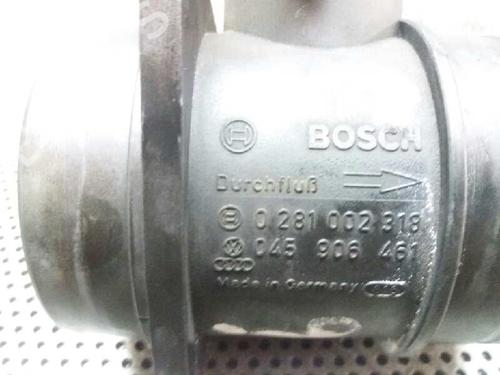 BOSCH
Durchfluß
0 281 002 318
045 906 461
Made in Germany